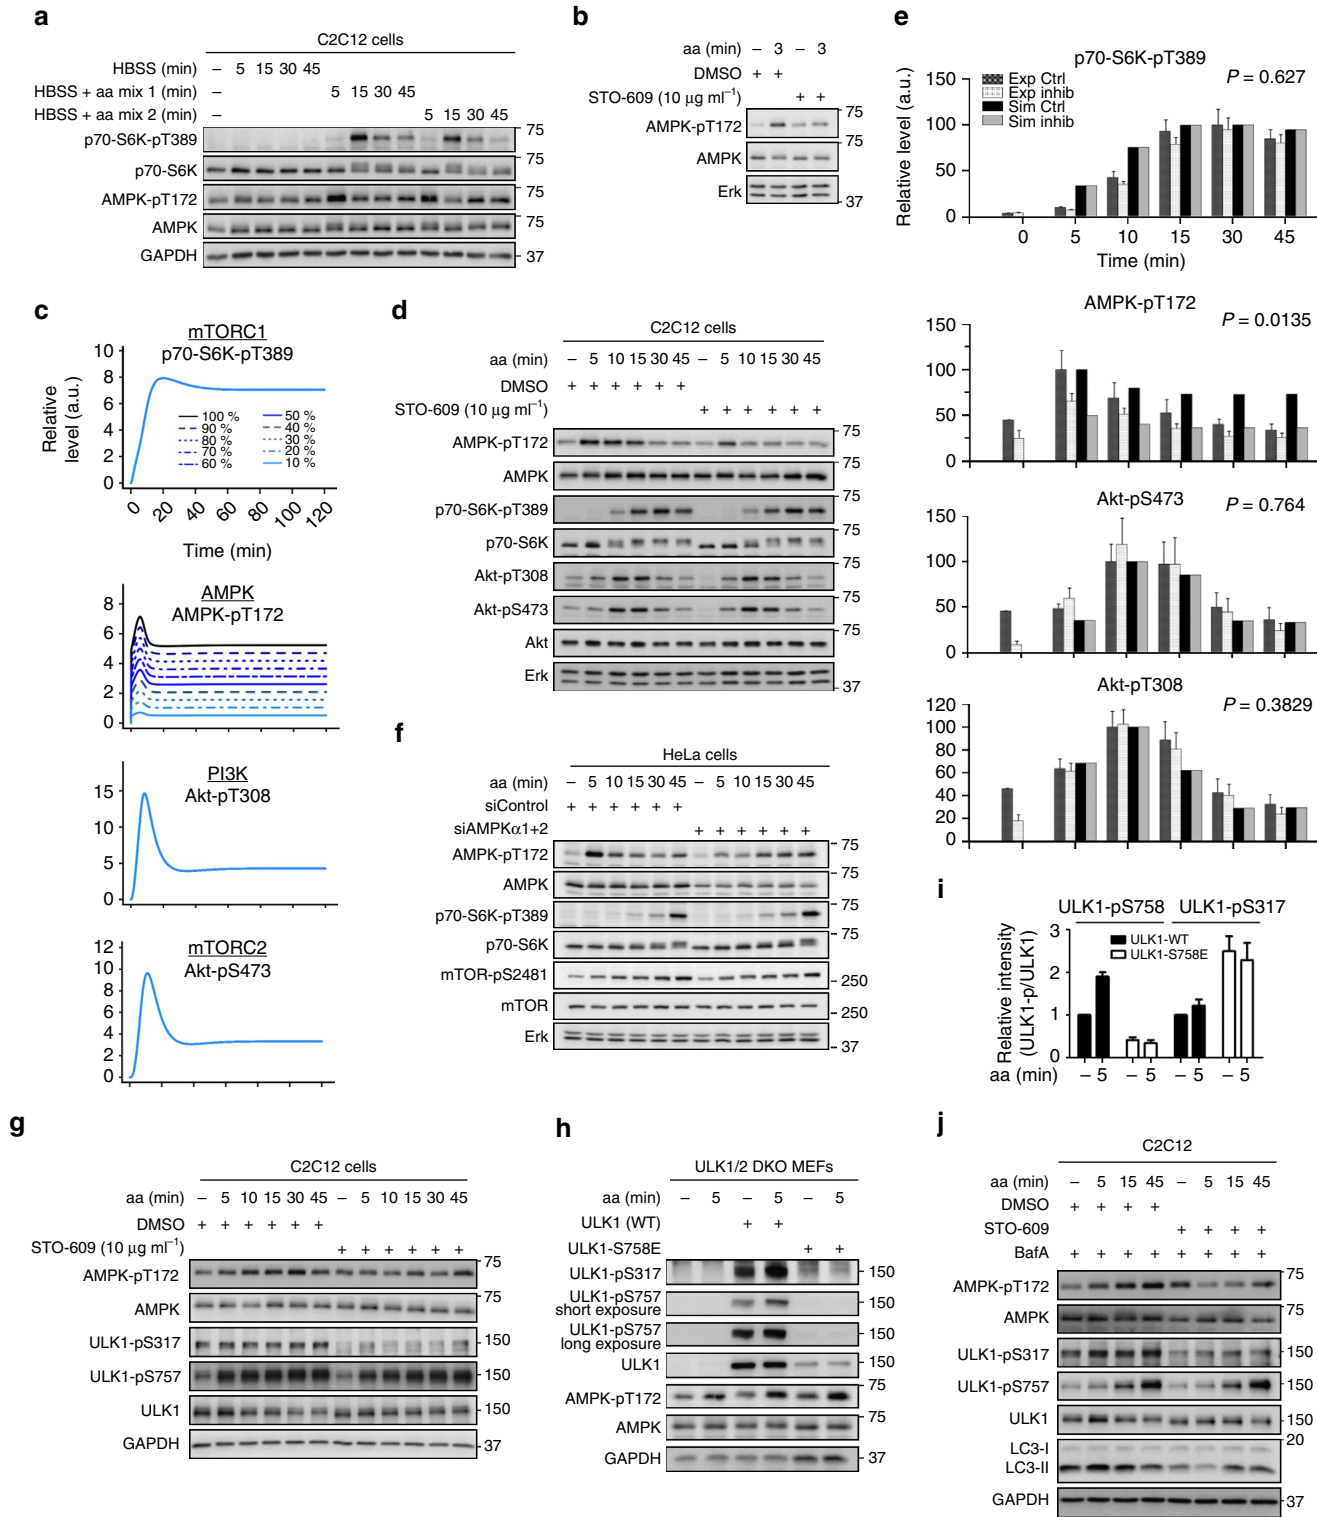 a
C2C12 cells
HBSS (min) – 5 15 30 45
HBSS + aa mix 1 (min) – 5 15 30 45
HBSS + aa mix 2 (min) – 5 15 30 45
p70-S6K-pT389 75
p70-S6K 75
AMPK-pT172 75
AMPK 75
GAPDH 37
b
aa (min) – 3 – 3
DMSO + +
STO-609 (10 μg ml–1) + +
AMPK-pT172 75
AMPK
Erk 37
c
mTORC1
p70-S6K-pT389
Relative level (a.u.)
10
8
6
4
2
0
100 % 50 %
90 % 40 %
80 % 30 %
70 % 20 %
60 % 10 %
0 20 40 60 80 100 120
Time (min)
AMPK
AMPK-pT172
8
6
4
2
0
PI3K
Akt-pT308
15
10
5
0
mTORC2
Akt-pS473
12
10
8
6
4
2
0
d
C2C12 cells
aa (min) – 5 10 15 30 45 – 5 10 15 30 45
DMSO + + + + + +
STO-609 (10 μg ml–1) + + + + + +
AMPK-pT172 75
AMPK 75
p70-S6K-pT389 75
p70-S6K 75
Akt-pT308 75
Akt-pS473 75
Akt 75
Erk 37
e
p70-S6K-pT389
P = 0.627
Exp Ctrl
Exp inhib
Sim Ctrl
Sim inhib
Relative level (a.u.)
150
100
50
0
0 5 10 15 30 45
Time (min)
AMPK-pT172
P = 0.0135
150
100
50
0
Akt-pS473
P = 0.764
150
100
50
0
Akt-pT308
P = 0.3829
120
100
80
60
40
20
0
f
HeLa cells
aa (min) – 5 10 15 30 45 – 5 10 15 30 45
siControl + + + + + +
siAMPKα1+2 + + + + + +
AMPK-pT172 75
AMPK 75
p70-S6K-pT389 75
p70-S6K 75
mTOR-pS2481 250
mTOR 250
Erk 37
i
ULK1-pS758 ULK1-pS317
ULK1-WT
ULK1-S758E
Relative intensity (ULK1-p/ULK1)
3
2
1
0
aa (min) – 5 – 5 – 5 – 5
g
C2C12 cells
aa (min) – 5 10 15 30 45 – 5 10 15 30 45
DMSO + + + + + +
STO-609 (10 μg ml–1) + + + + + +
AMPK-pT172 75
AMPK 75
ULK1-pS317 150
ULK1-pS757 150
ULK1 150
GAPDH 37
h
ULK1/2 DKO MEFs
aa (min) – 5 – 5 – 5
ULK1 (WT) + +
ULK1-S758E + +
ULK1-pS317 150
ULK1-pS757 short exposure 150
ULK1-pS757 long exposure 150
ULK1 150
AMPK-pT172 75
AMPK 75
GAPDH 37
j
C2C12
aa (min) – 5 15 45 – 5 15 45
DMSO + + + +
STO-609 + + + +
BafA + + + + + + + +
AMPK-pT172 75
AMPK 75
ULK1-pS317 150
ULK1-pS757 150
ULK1 150
20
LC3-I
LC3-II
GAPDH 37